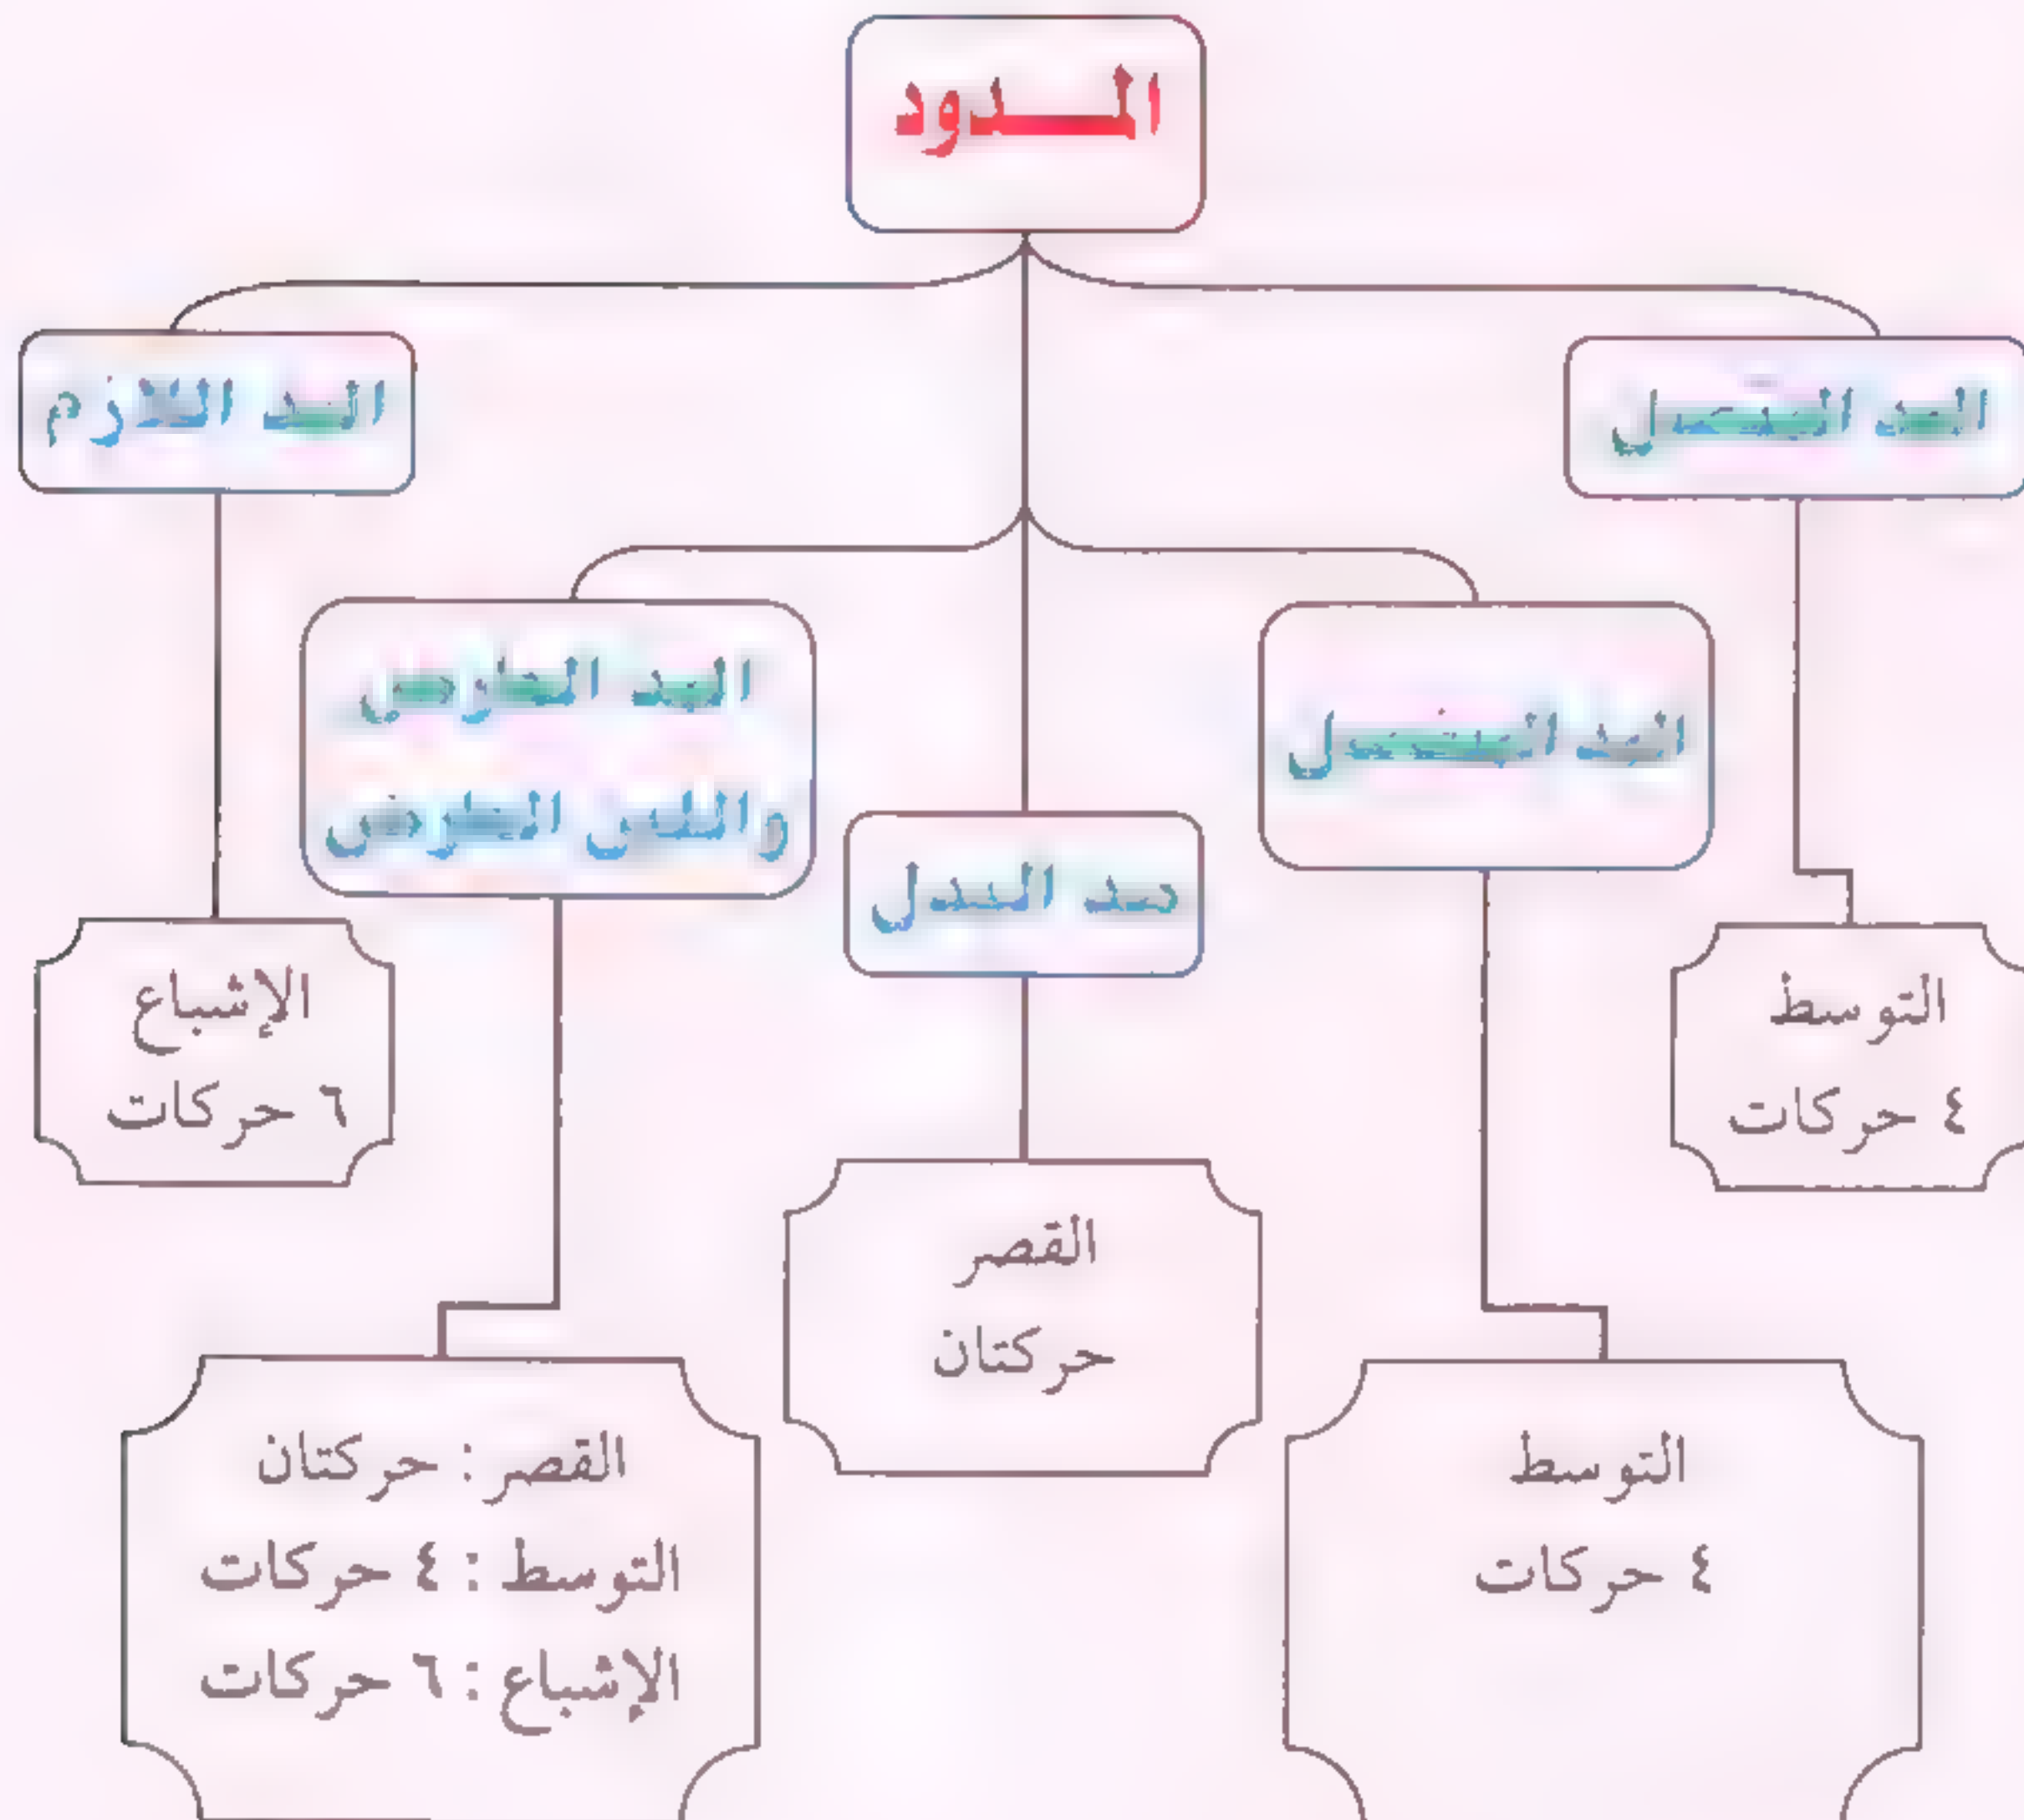 المــدود
المد المتصل
المد اللازم
المد المنفصل
المد العارض
واللين العارض
مد البدل
التوسط
٤ حركات
الإشباع
٦ حركات
القصر
حركتان
التوسط
٤ حركات
القصر : حركتان
التوسط : ٤ حركات
الإشباع : ٦ حركات